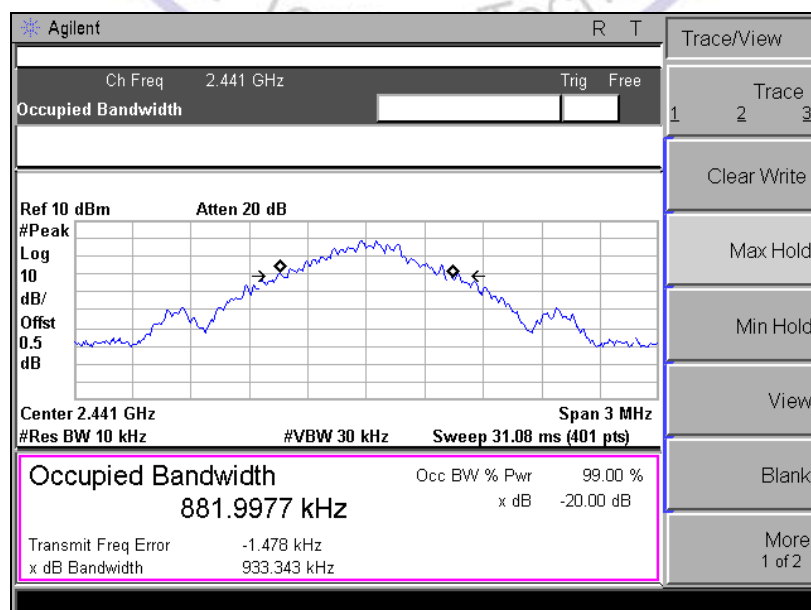 Agilent R T
Trace/View
Ch Freq 2.441 GHz Trig Free
Occupied Bandwidth
Trace
1 2 3
Clear Write
Max Hold
Min Hold
View
Blank
More
1 of 2
Ref 10 dBm Atten 20 dB
#Peak
Log
10
dB/
Offst
0.5
dB
Center 2.441 GHz Span 3 MHz
#Res BW 10 kHz #VBW 30 kHz Sweep 31.08 ms (401 pts)
Occupied Bandwidth
881.9977 kHz
Occ BW % Pwr 99.00 %
x dB -20.00 dB
Transmit Freq Error -1.478 kHz
x dB Bandwidth 933.343 kHz